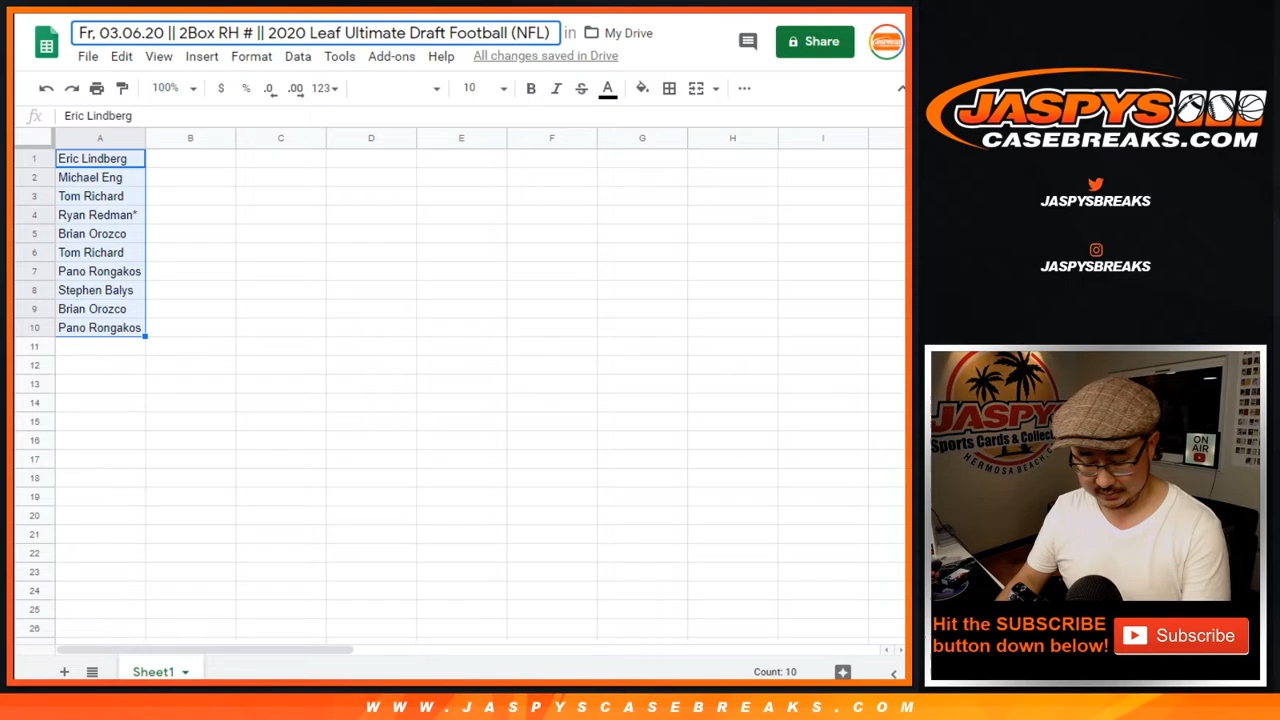 Fr, 03.06.20 || 2Box RH # || 2020 Leaf Ultimate Draft Football (NFL) in My Drive
File Edit View Insert Format Data Tools Add-ons Help All changes saved in Drive
Share
100% $ % .0 .00 123 10 B I S A
fx Eric Lindberg
A B C D E F G H I
1 Eric Lindberg
2 Michael Eng
3 Tom Richard
4 Ryan Redman*
5 Brian Orozco
6 Tom Richard
7 Pano Rongakos
8 Stephen Balys
9 Brian Orozco
10 Pano Rongakos
11
12
13
14
15
16
17
18
19
20
21
22
23
24
25
26
Sheet1 Count: 10
JASPYS
CASEBREAKS.COM
JASPYSBREAKS
JASPYSBREAKS
JASPYS
Sports Cards & Collec
HERMOSA BEACH, C
ON AIR
Hit the SUBSCRIBE
button down below!
Subscribe
WWW.JASPYSCASEBREAKS.COM